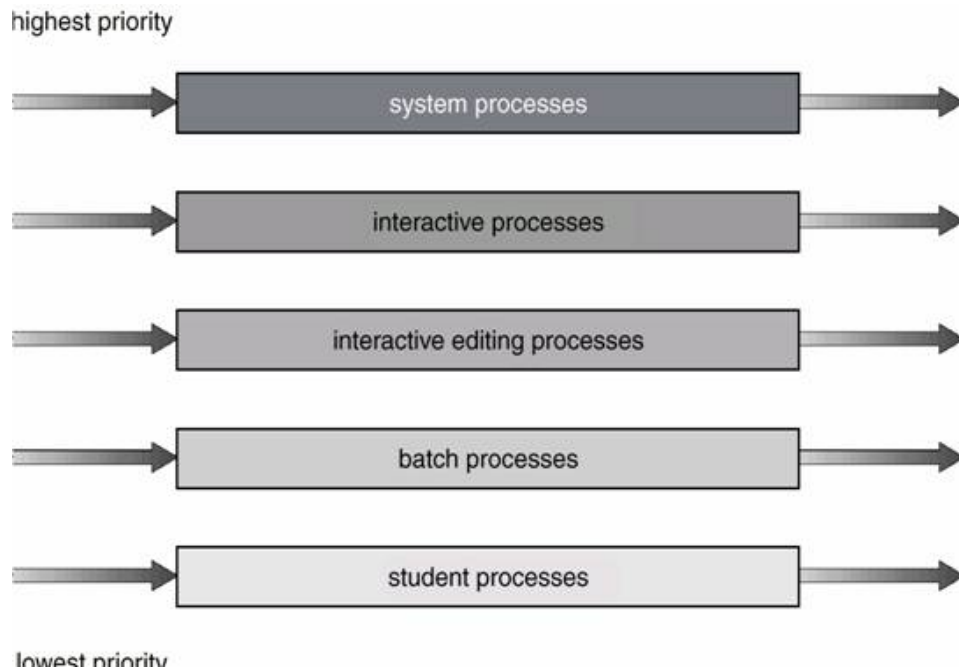 highest priority
system processes
interactive processes
interactive editing processes
batch processes
student processes
lowest priority